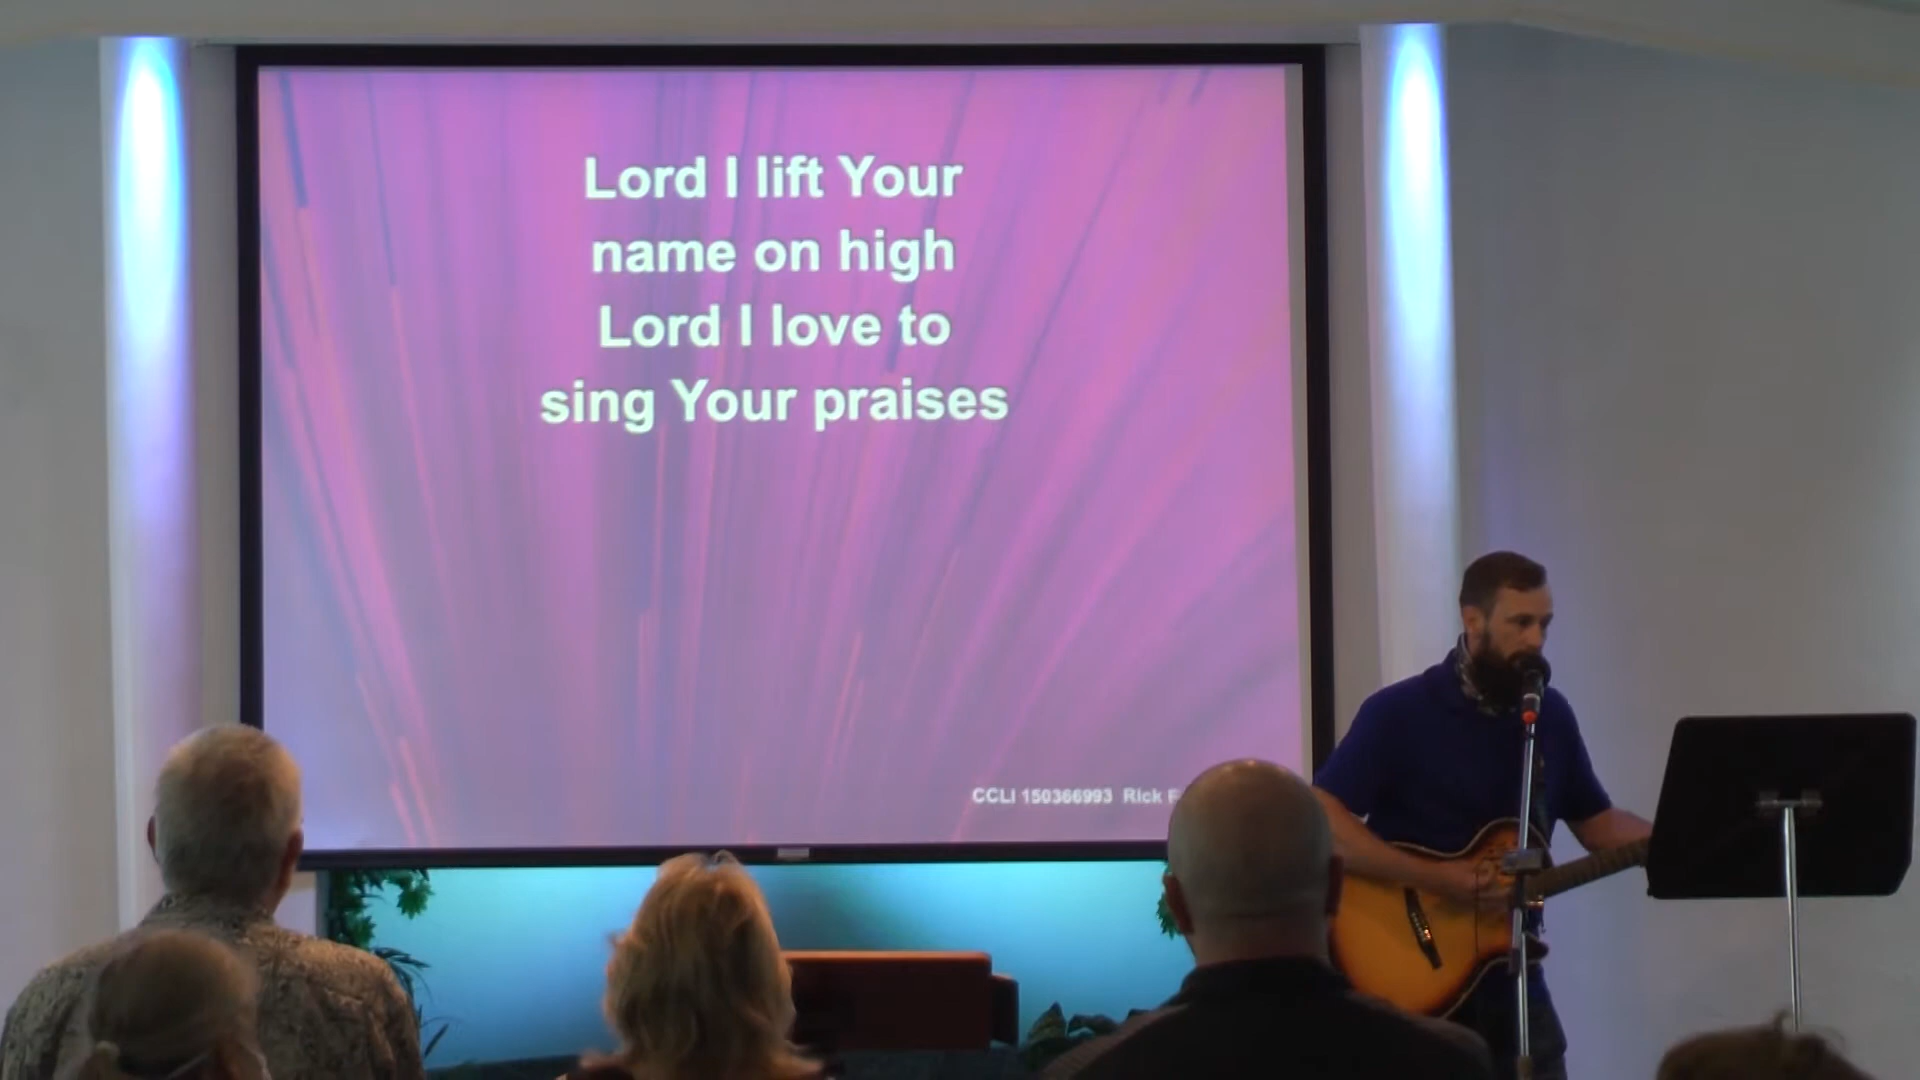 Lord I lift Your
name on high
Lord I love to
sing Your praises
CCLI 150366993 Rick